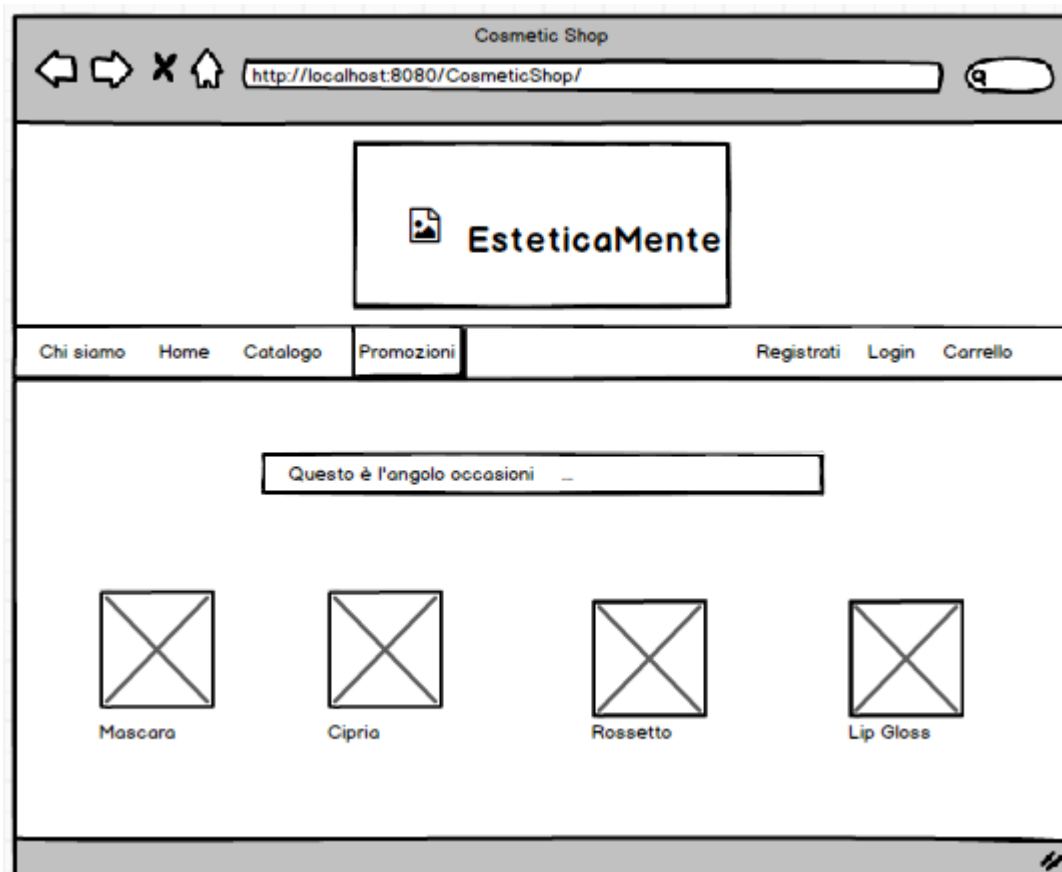 Cosmetic Shop
http://localhost:8080/CosmeticShop/
EsteticaMente
Chi siamo Home Catalogo Promozioni Registrati Login Carrello
Questo è l'angolo occasioni ...
Mascara Cipria Rossetto Lip Gloss